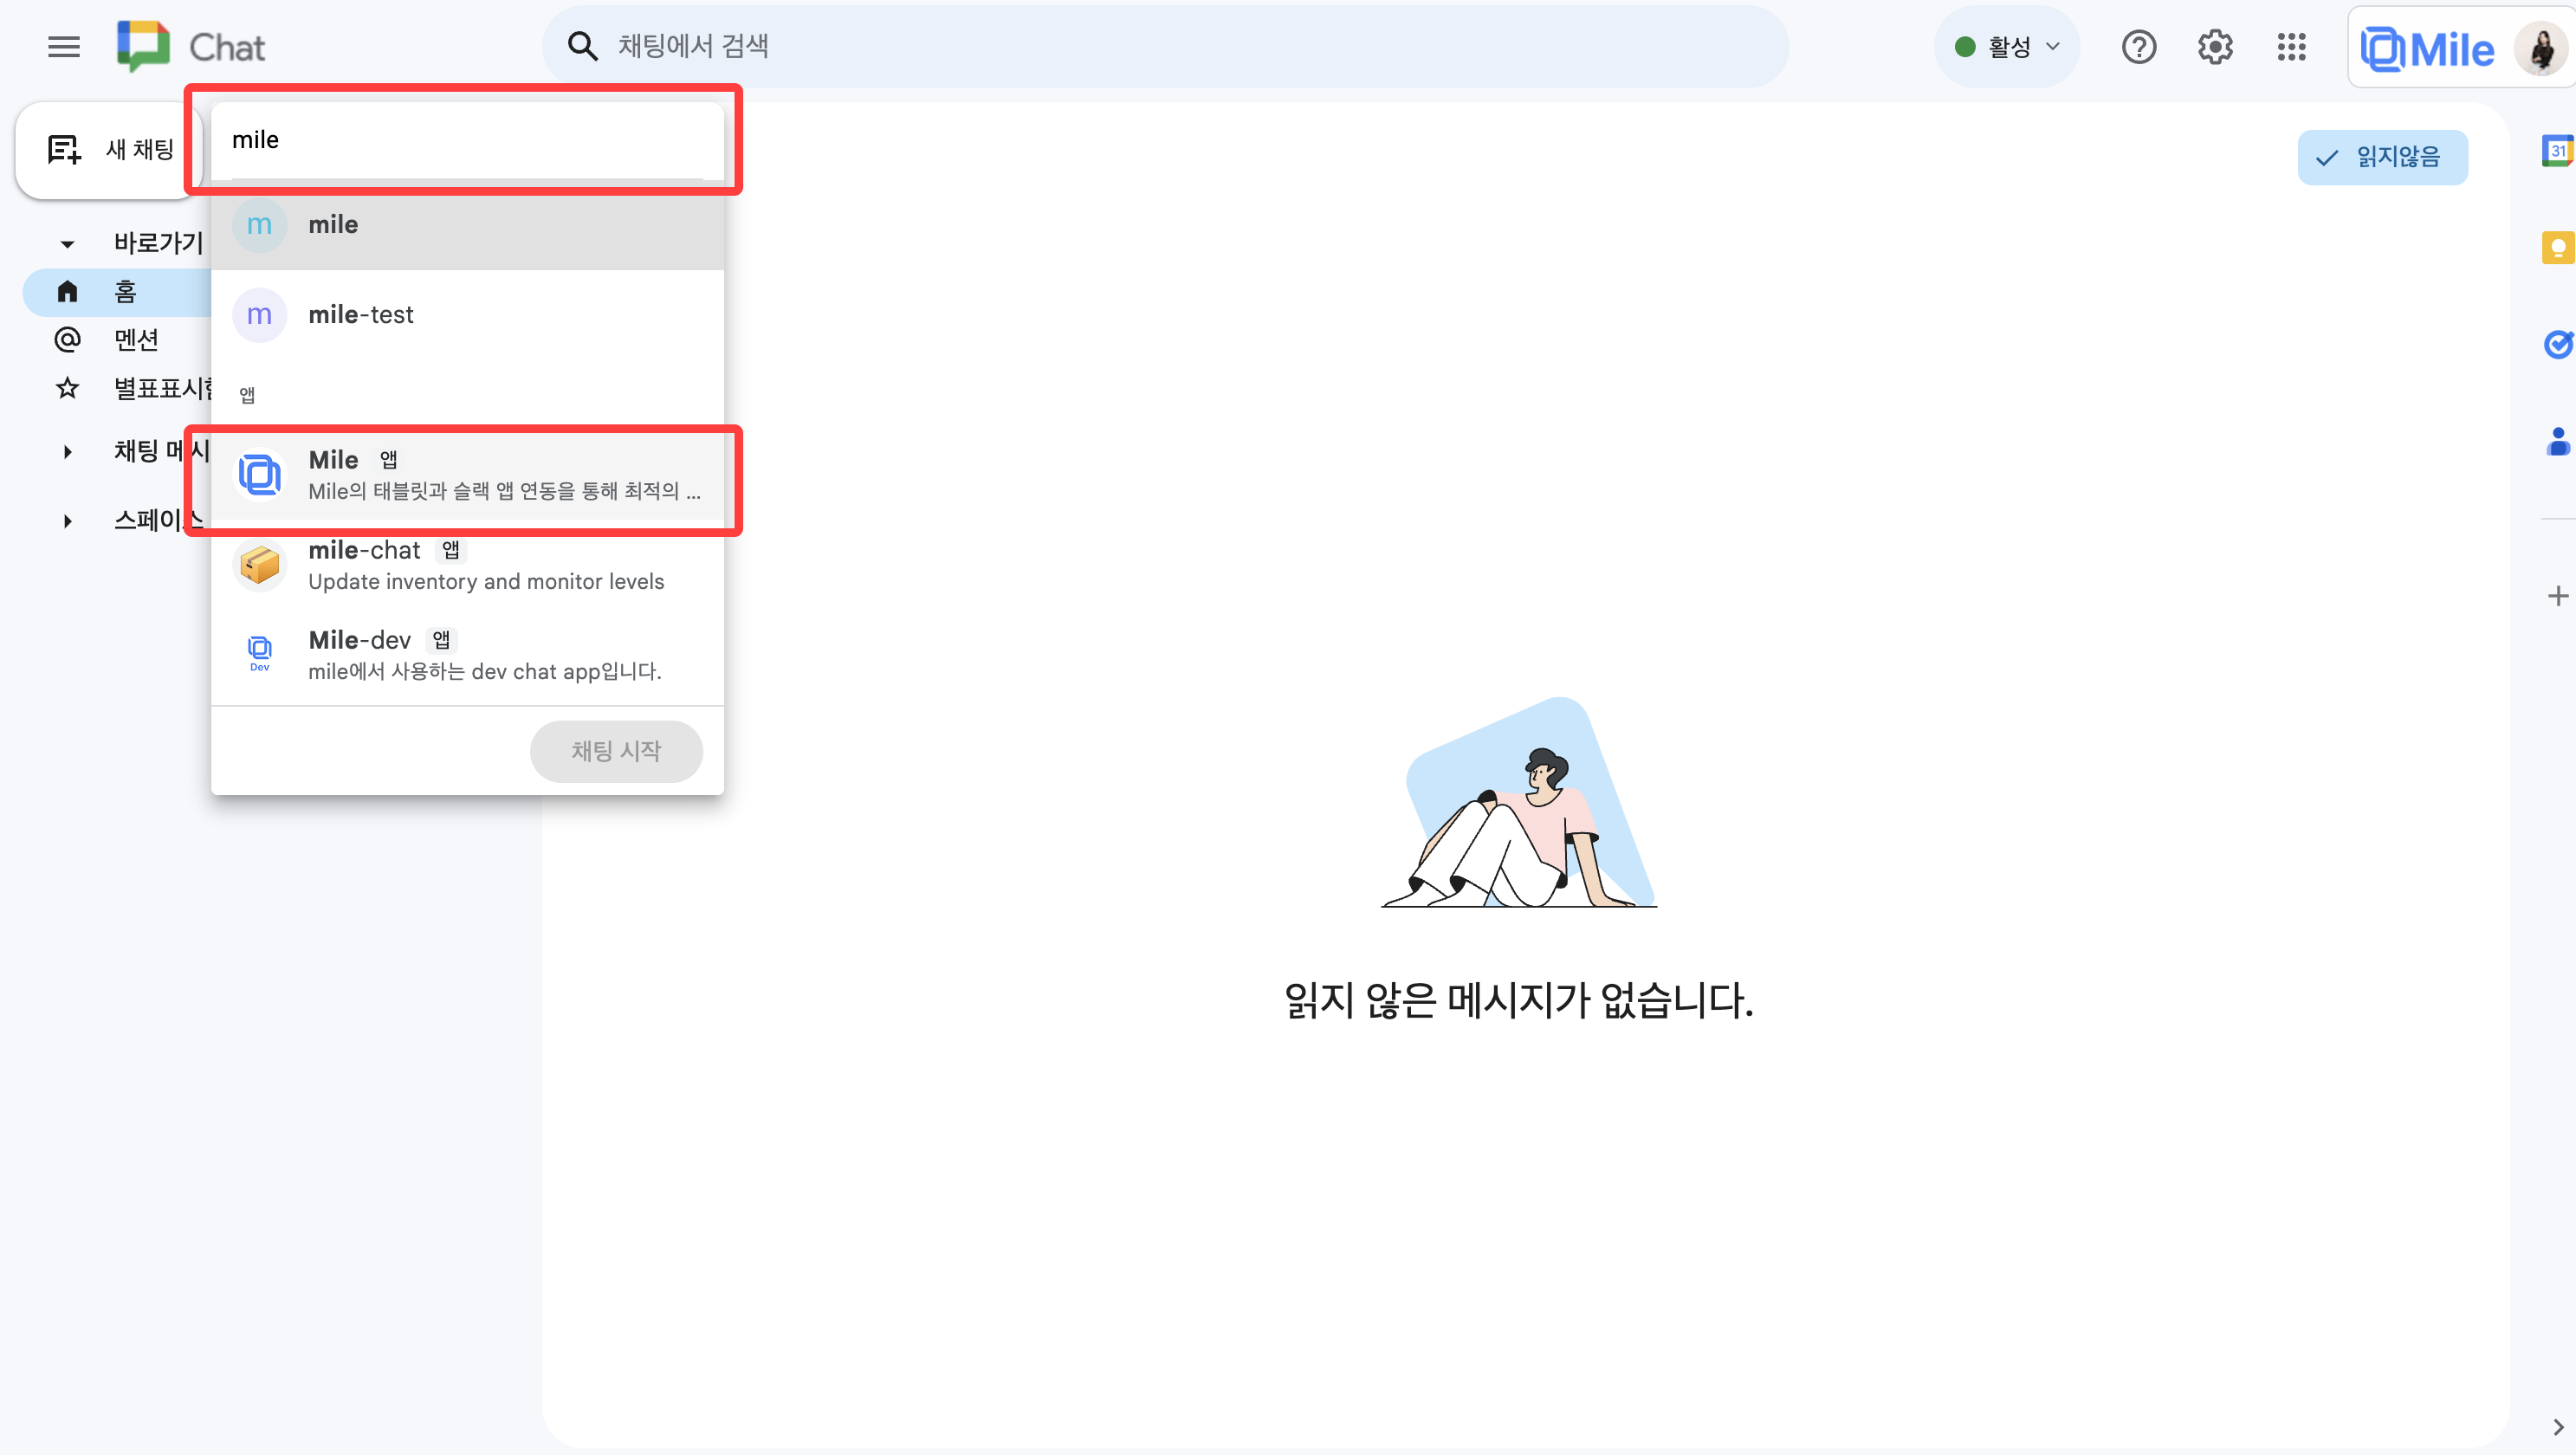 Chat
채팅에서 검색
활성
Mile
새 채팅
mile
읽지않음
31
바로가기
m mile
홈
m mile-test
멘션
앱
별표표시
채팅 메시
Mile 앱
Mile의 태블릿과 슬랙 앱 연동을 통해 최적의 ...
스페이스
mile-chat 앱
Update inventory and monitor levels
Mile-dev 앱
Dev
mile에서 사용하는 dev chat app입니다.
채팅 시작
읽지 않은 메시지가 없습니다.